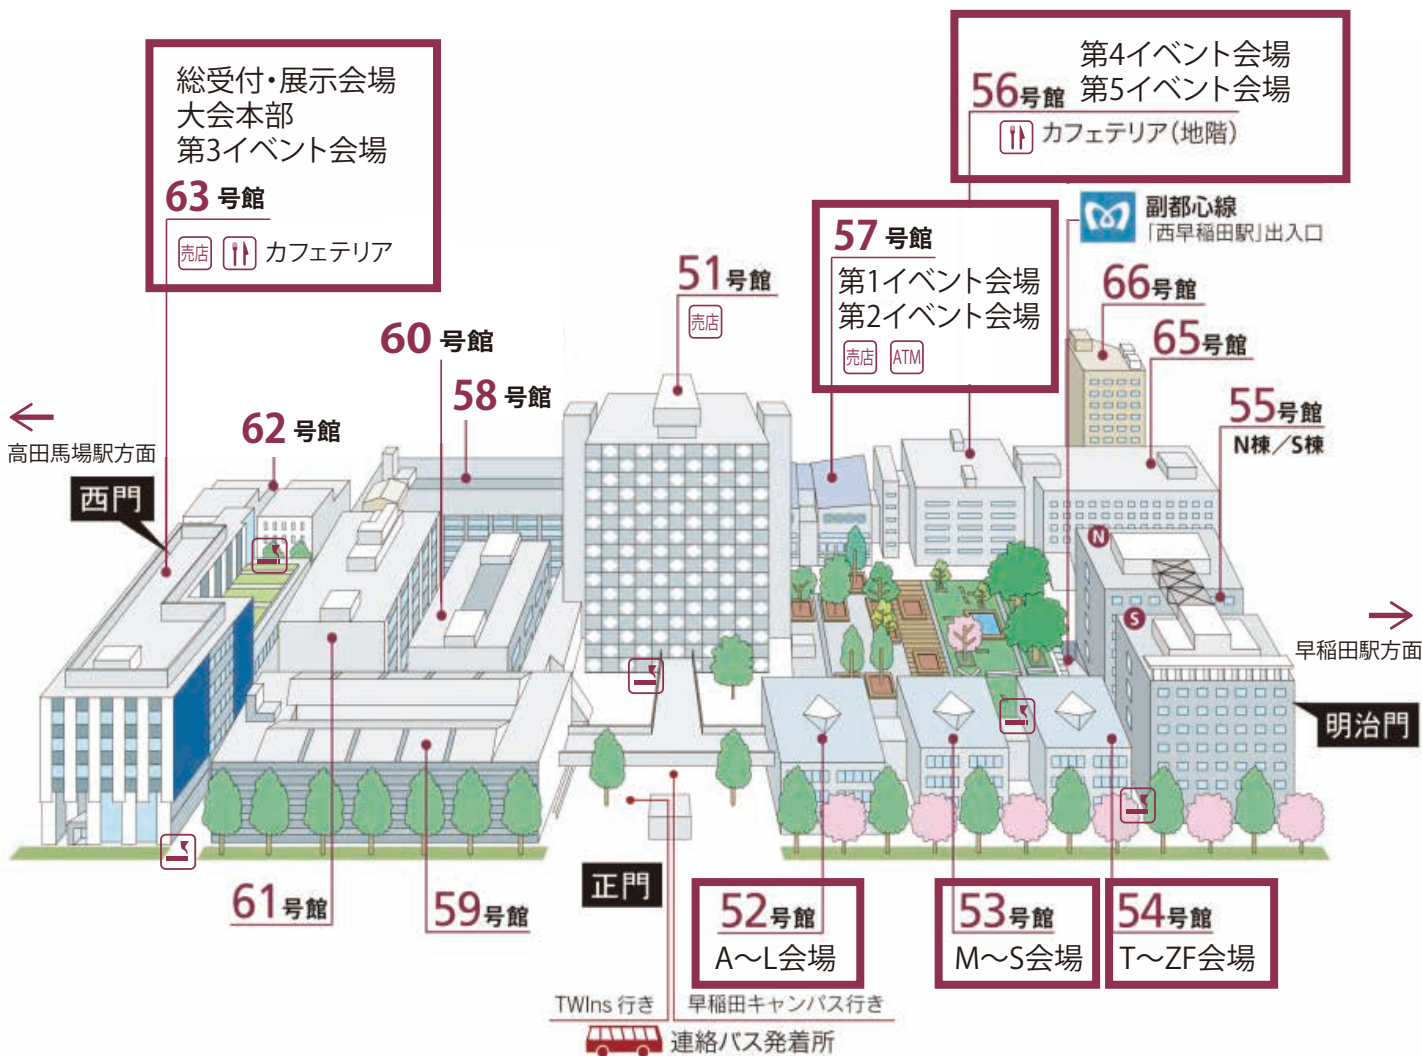 総受付・展示会場
大会本部
第3イベント会場
63号館
売店 カフェテリア
第4イベント会場
56号館 第5イベント会場
カフェテリア(地階)
副都心線
「西早稲田駅」出入口
57号館
第1イベント会場
第2イベント会場
売店 ATM
51号館
売店
66号館
65号館
60号館
58号館
62号館
55号館
N棟/S棟
高田馬場駅方面
西門
N
S
早稲田駅方面
明治門
正門
61号館
59号館
52号館
A〜L会場
53号館
M〜S会場
54号館
T〜ZF会場
TWIns 行き
早稲田キャンパス行き
連絡バス発着所